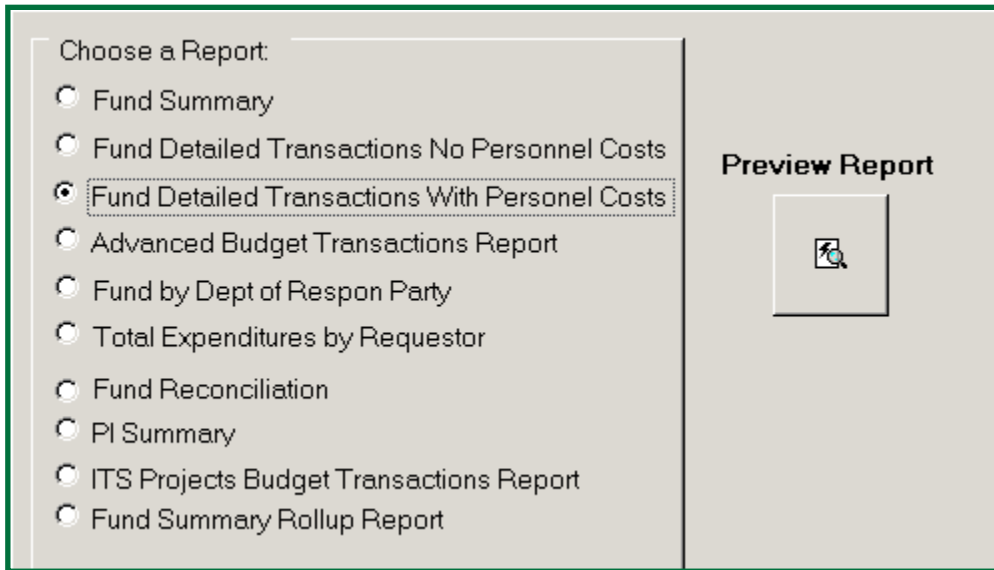 Choose a Report:
Fund Summary
Fund Detailed Transactions No Personnel Costs
Fund Detailed Transactions With Personel Costs
Advanced Budget Transactions Report
Fund by Dept of Respon Party
Total Expenditures by Requestor
Fund Reconciliation
PI Summary
ITS Projects Budget Transactions Report
Fund Summary Rollup Report
Preview Report